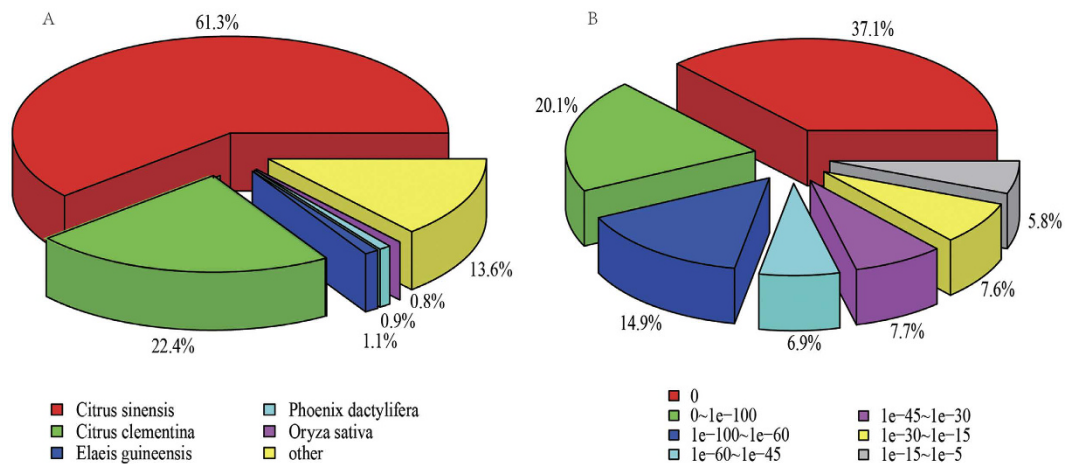 A
61.3%
22.4%
1.1%
0.9%
0.8%
13.6%
Citrus sinensis
Citrus clementina
Elaeis guineensis
Phoenix dactylifera
Oryza sativa
other
B
37.1%
20.1%
14.9%
6.9%
7.7%
7.6%
5.8%
0
0~1e−100
1e−100~1e−60
1e−60~1e−45
1e−45~1e−30
1e−30~1e−15
1e−15~1e−5